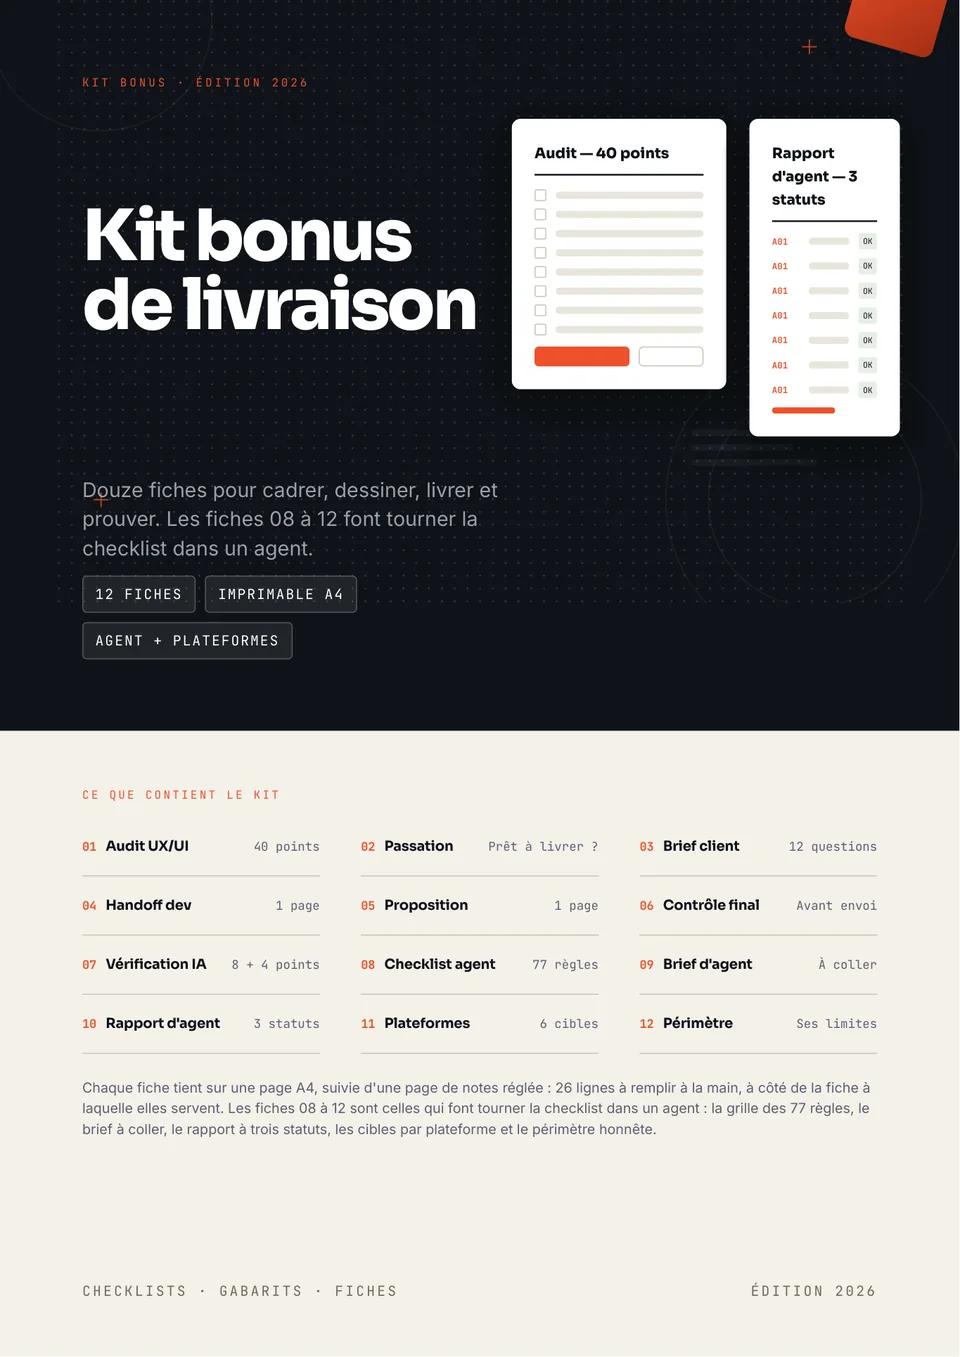 KIT BONUS · ÉDITION 2026
Kit bonus
de livraison
Audit — 40 points
Rapport
d'agent — 3
statuts
A01 OK
A01 OK
A01 OK
A01 OK
A01 OK
A01 OK
A01 OK
Douze fiches pour cadrer, dessiner, livrer et
prouver. Les fiches 08 à 12 font tourner la
checklist dans un agent.
12 FICHES
IMPRIMABLE A4
AGENT + PLATEFORMES
CE QUE CONTIENT LE KIT
01 Audit UX/UI 40 points
02 Passation Prêt à livrer ?
03 Brief client 12 questions
04 Handoff dev 1 page
05 Proposition 1 page
06 Contrôle final Avant envoi
07 Vérification IA 8 + 4 points
08 Checklist agent 77 règles
09 Brief d'agent À coller
10 Rapport d'agent 3 statuts
11 Plateformes 6 cibles
12 Périmètre Ses limites
Chaque fiche tient sur une page A4, suivie d'une page de notes réglée : 26 lignes à remplir à la main, à côté de la fiche à
laquelle elles servent. Les fiches 08 à 12 sont celles qui font tourner la checklist dans un agent : la grille des 77 règles, le
brief à coller, le rapport à trois statuts, les cibles par plateforme et le périmètre honnête.
CHECKLISTS · GABARITS · FICHES
ÉDITION 2026